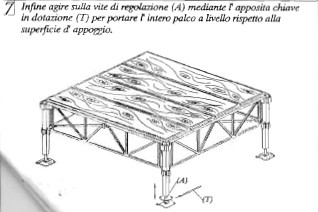 7 Infine agire sulla vite di regolazione (A) mediante l' apposita chiave
in dotazione (T) per portare l' intero palco a livello rispetto alla
superficie d' appoggio.
(A)
(T)